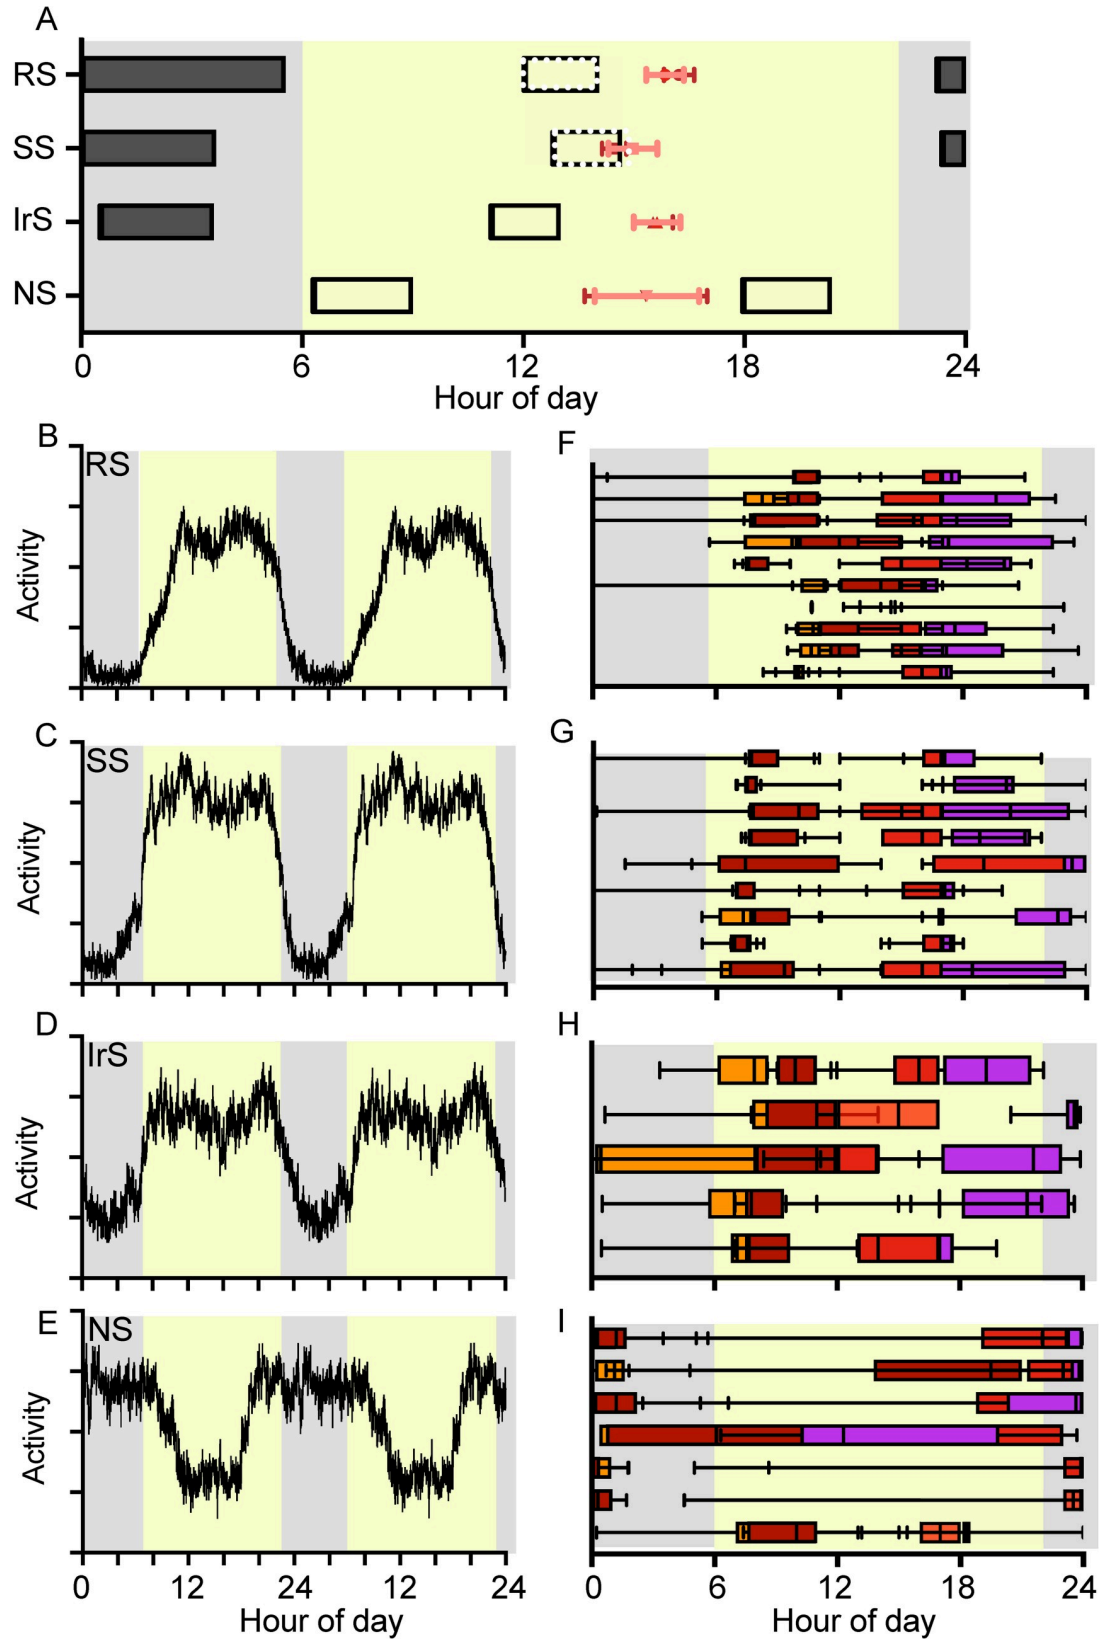 A
RS
SS
IrS
NS
0 6 12 18 24
Hour of day
B
RS
Activity
F
C
SS
Activity
G
D
IrS
Activity
H
E
NS
Activity
I
0 12 24 12 24
Hour of day
0 6 12 18 24
Hour of day